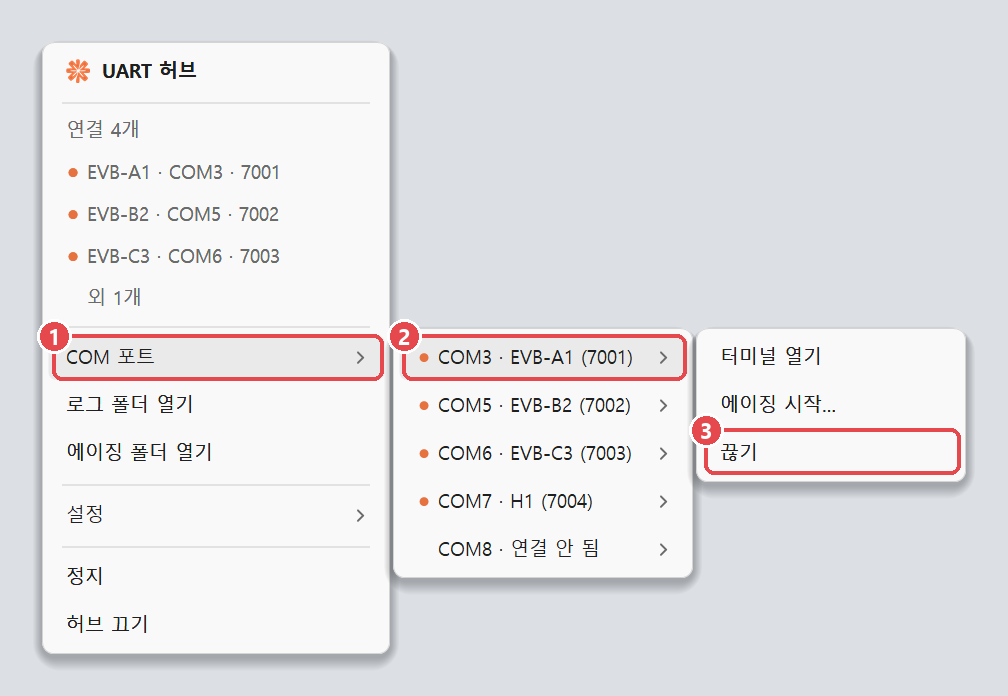 UART 허브
연결 4개
EVB-A1 · COM3 · 7001
EVB-B2 · COM5 · 7002
EVB-C3 · COM6 · 7003
외 1개
1
COM 포트
로그 폴더 열기
에이징 폴더 열기
설정
정지
허브 끄기
2
COM3 · EVB-A1 (7001)
COM5 · EVB-B2 (7002)
COM6 · EVB-C3 (7003)
COM7 · H1 (7004)
COM8 · 연결 안 됨
터미널 열기
에이징 시작...
3
끊기